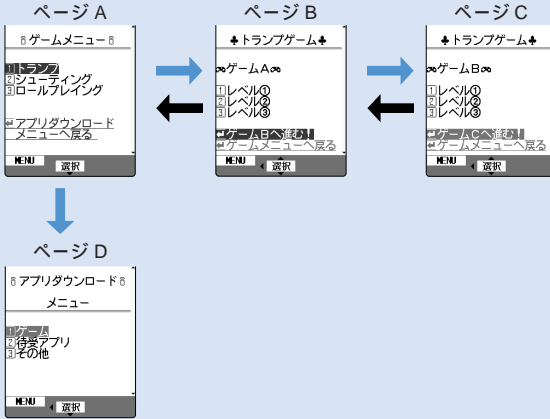 ページ A
ゲームメニュー
1トランプ
2シューティング
3ロールプレイング
アプリダウンロード
メニューへ戻る
MENU
選択
ページ B
♣トランプゲーム♣
ゲームA
1レベル①
2レベル②
3レベル③
ゲームBへ進む!
ゲームメニューへ戻る
MENU
選択
ページ C
♣トランプゲーム♣
ゲームB
1レベル①
2レベル②
3レベル③
ゲームCへ進む!
ゲームメニューへ戻る
MENU
選択
ページ D
アプリダウンロード
メニュー
1ゲーム
2待受アプリ
3その他
MENU
選択